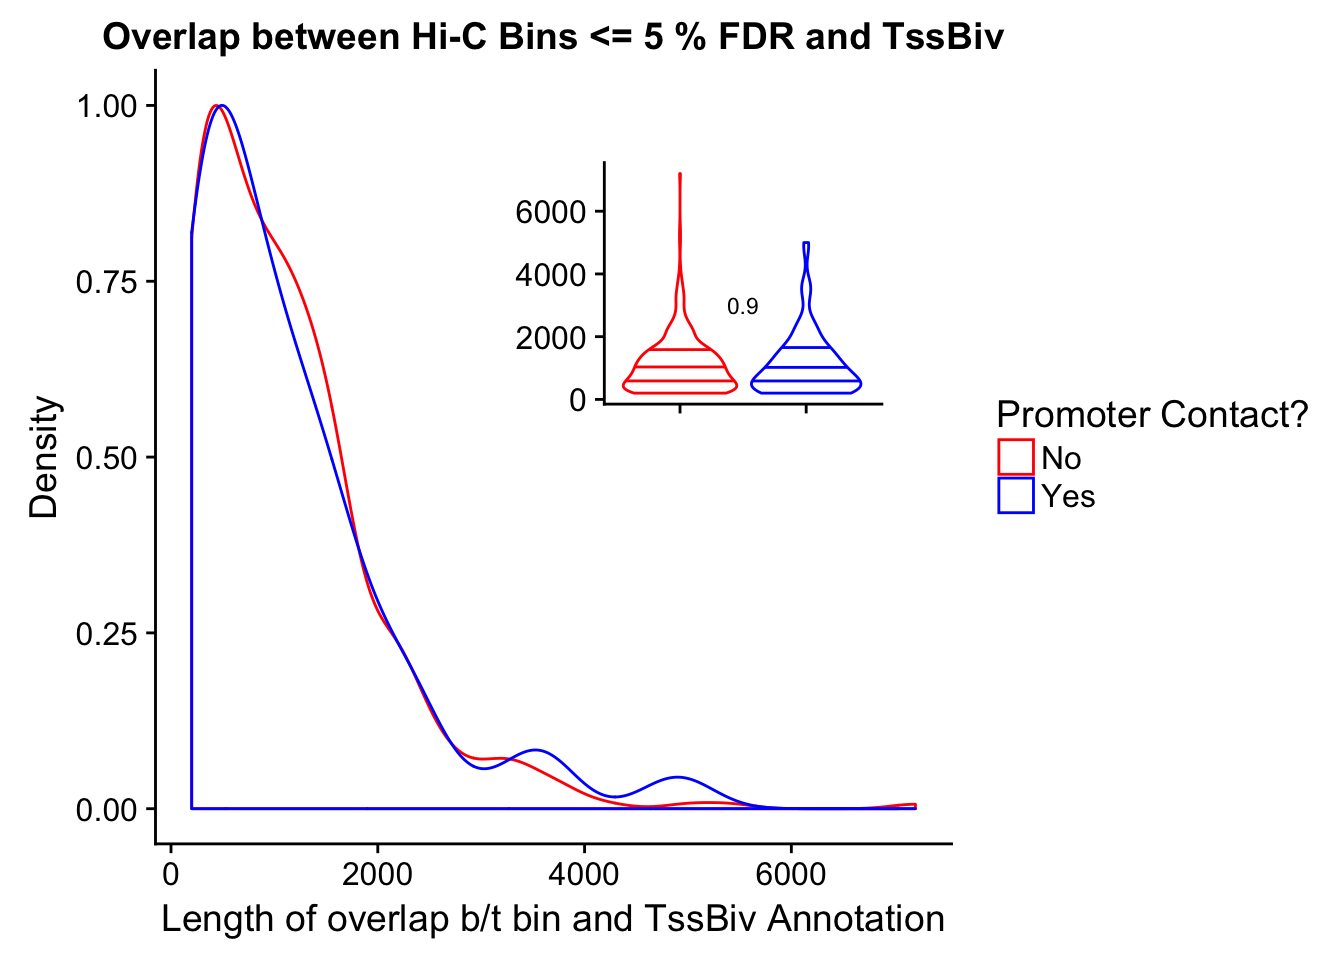 Overlap between Hi-C Bins <= 5 % FDR and TssBiv
1.00
0.75
0.50
0.25
0.00
Density
0
2000
4000
6000
Length of overlap b/t bin and TssBiv Annotation
6000
4000
2000
0
0.9
Promoter Contact?
No
Yes